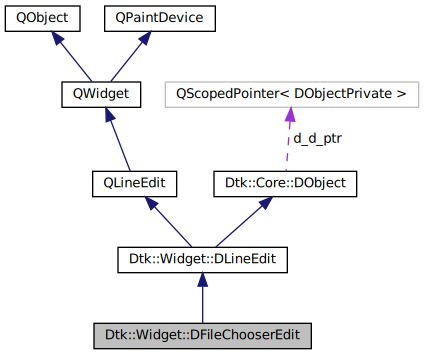 QObject
QPaintDevice
QWidget
QScopedPointer< DObjectPrivate >
d_d_ptr
QLineEdit
Dtk::Core::DObject
Dtk::Widget::DLineEdit
Dtk::Widget::DFileChooserEdit